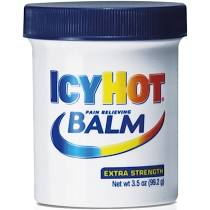 ICY HOT
PAIN RELIEVING
BALM
EXTRA STRENGTH
Net wt 3.5 oz (99.2 g)